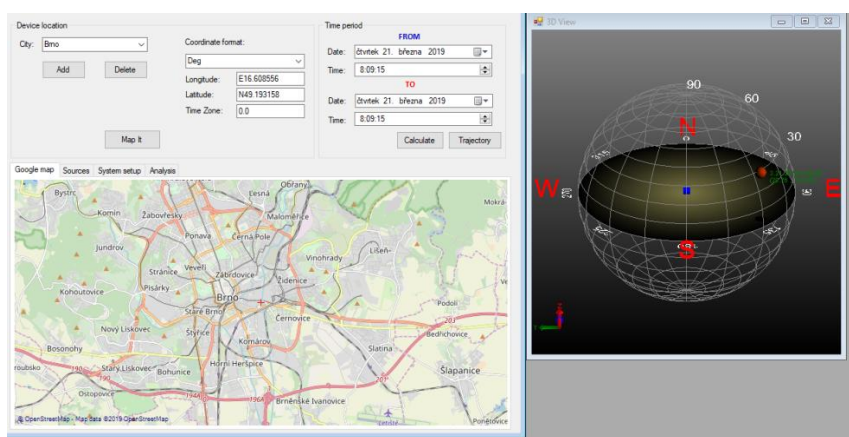 Device location
City: Brno
Add Delete
Map It
Coordinate format:
Deg
Longitude: E16.608556
Latitude: N49.193158
Time Zone: 0.0
Time period
FROM
Date: čtvrtek 21. března 2019
Time: 8:09:15
TO
Date: čtvrtek 21. března 2019
Time: 8:09:15
Calculate Trajectory
Google map Sources System setup Analysis
Bystrc
Lesná
Obřany
Mokrá
Komín
Žabovřesky
Maloměřice
Ponava
Černá Pole
Jundrov
Vinohrady
Líšeň
Stránice
Veveří
Zábrdovice
Židenice
Kohoutovice
Pisárky
Brno
Staré Brno
Podolí
Černovice
Nový Lískovec
Štýřice
Komárov
Bedřichovice
Bosonohy
Slatina
Šlapanice
Starý Lískovec
Bohunice
Horní Heršpice
Ostopovice
194A
196A
Brněnské Ivanovice
Letiště
Ponětovice
© OpenStreetMap - Map data ©2019 OpenStreetMap
3D View
90
60
30
N
0
W
270
E
S